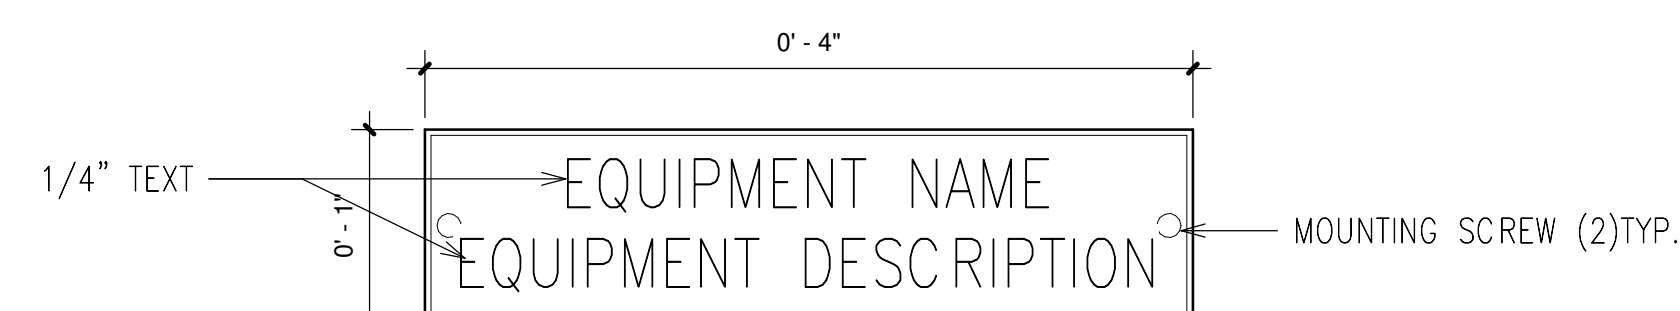 0' - 4"
1/4” TEXT
EQUIPMENT NAME
0' - 1"
MOUNTING SCREW (2)TYP.
EQUIPMENT DESCRIPTION